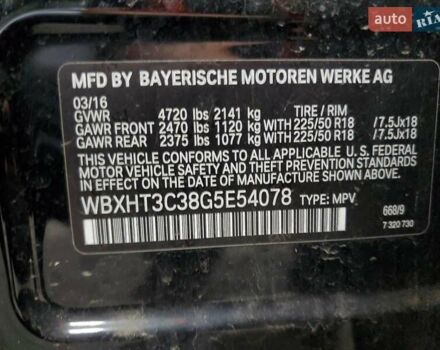 auto RIA
MFD BY BAYERISCHE MOTOREN WERKE AG
03/16
GVWR 4720 lbs 2141 kg TIRE / RIM
GAWR FRONT 2470 lbs 1120 kg WITH 225/50 R18 /7.5Jx18
GAWR REAR 2375 lbs 1077 kg WITH 225/50 R18 /7.5Jx18
THIS VEHICLE CONFORMS TO ALL APPLICABLE U.S. FEDERAL
MOTOR VEHICLE SAFETY AND THEFT PREVENTION STANDARDS
IN EFFECT ON THE DATE OF MANUFACTURE SHOWN ABOVE.
WBXHT3C38G5E54078 TYPE: MPV
668/9
7 320 730